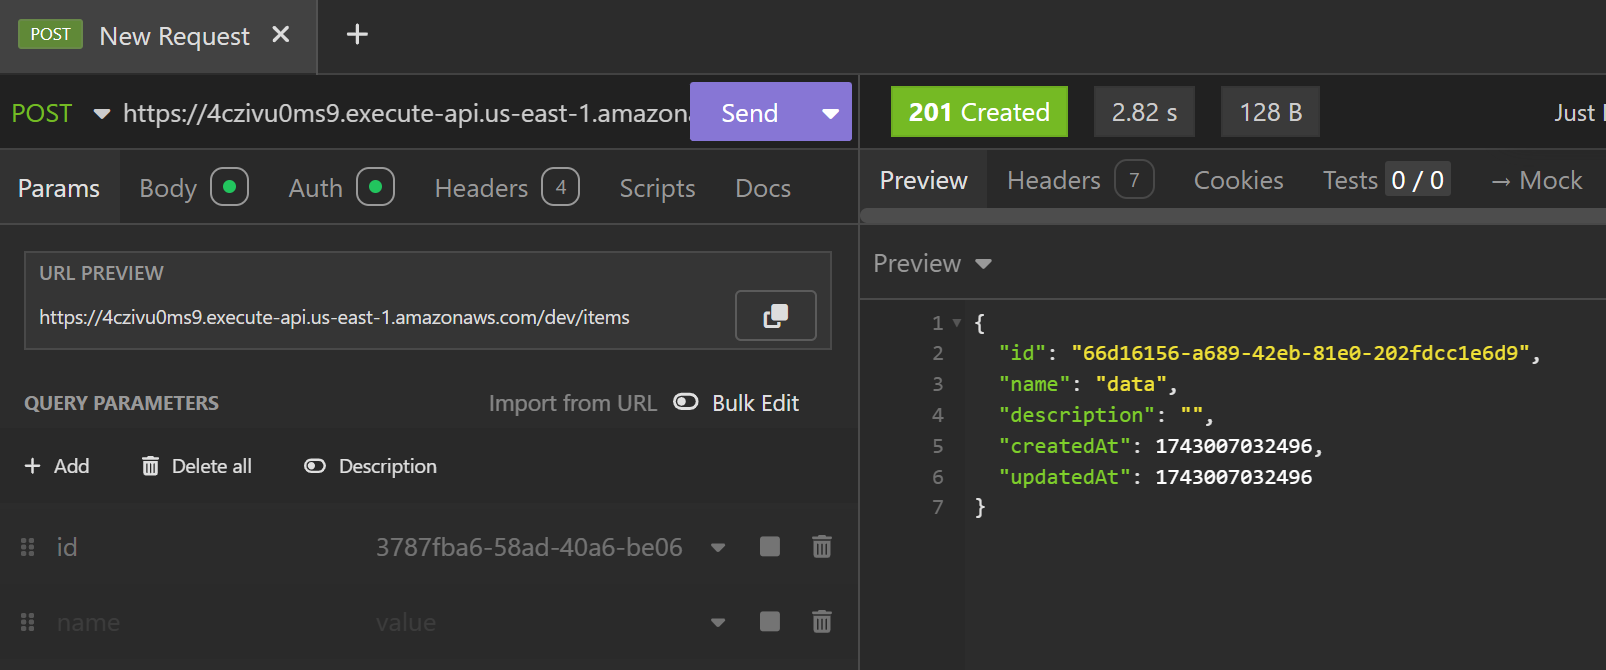 POST New Request
POST https://4czivu0ms9.execute-api.us-east-1.amazon Send
Params Body Auth Headers 4 Scripts Docs
URL PREVIEW
https://4czivu0ms9.execute-api.us-east-1.amazonaws.com/dev/items
QUERY PARAMETERS Import from URL Bulk Edit
+ Add Delete all Description
id 3787fba6-58ad-40a6-be06
name value
201 Created 2.82 s 128 B Just
Preview Headers 7 Cookies Tests 0 / 0 → Mock
Preview
1 {
2 "id": "66d16156-a689-42eb-81e0-202fdcc1e6d9",
3 "name": "data",
4 "description": "",
5 "createdAt": 1743007032496,
6 "updatedAt": 1743007032496
7 }